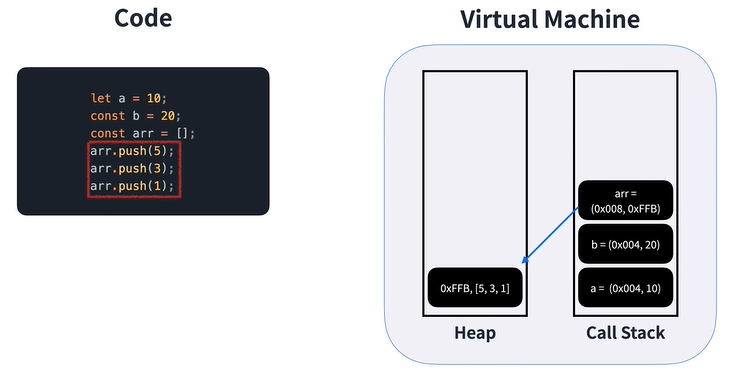 Code
let a = 10;
const b = 20;
const arr = [];
arr.push(5);
arr.push(3);
arr.push(1);
Virtual Machine
arr =
(0x008, 0xFFB)
b = (0x004, 20)
0xFFB, [5, 3, 1]
a = (0x004, 10)
Heap
Call Stack